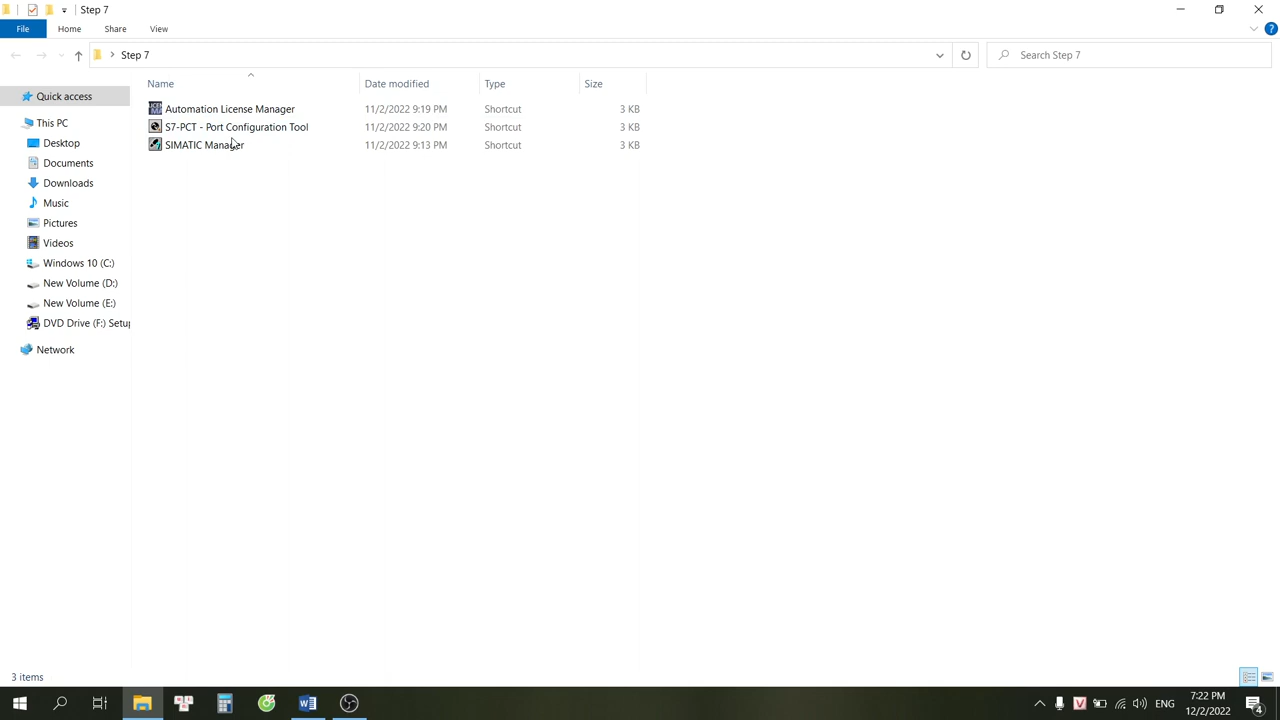 Step 7
File Home Share View
Step 7
Search Step 7
Name Date modified Type Size
Quick access
Automation License Manager 11/2/2022 9:19 PM Shortcut 3 KB
S7-PCT - Port Configuration Tool 11/2/2022 9:20 PM Shortcut 3 KB
SIMATIC Manager 11/2/2022 9:13 PM Shortcut 3 KB
This PC
Desktop
Documents
Downloads
Music
Pictures
Videos
Windows 10 (C:)
New Volume (D:)
New Volume (E:)
DVD Drive (F:) Setup
Network
3 items
ENG
7:22 PM
12/2/2022
4